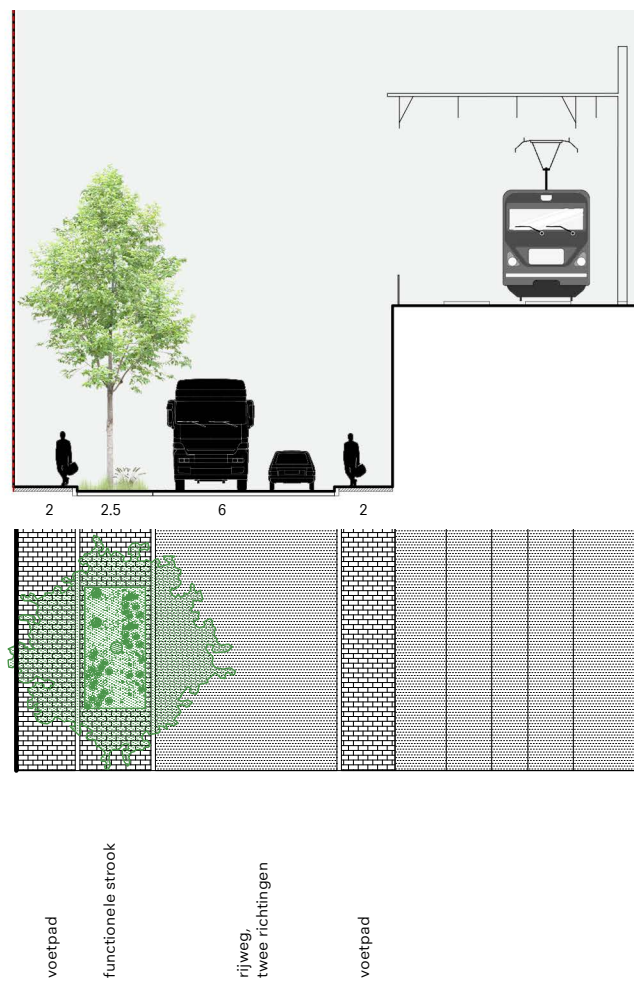 2
2.5
6
2
voetpad
functionele strook
rijweg,
twee richtingen
voetpad